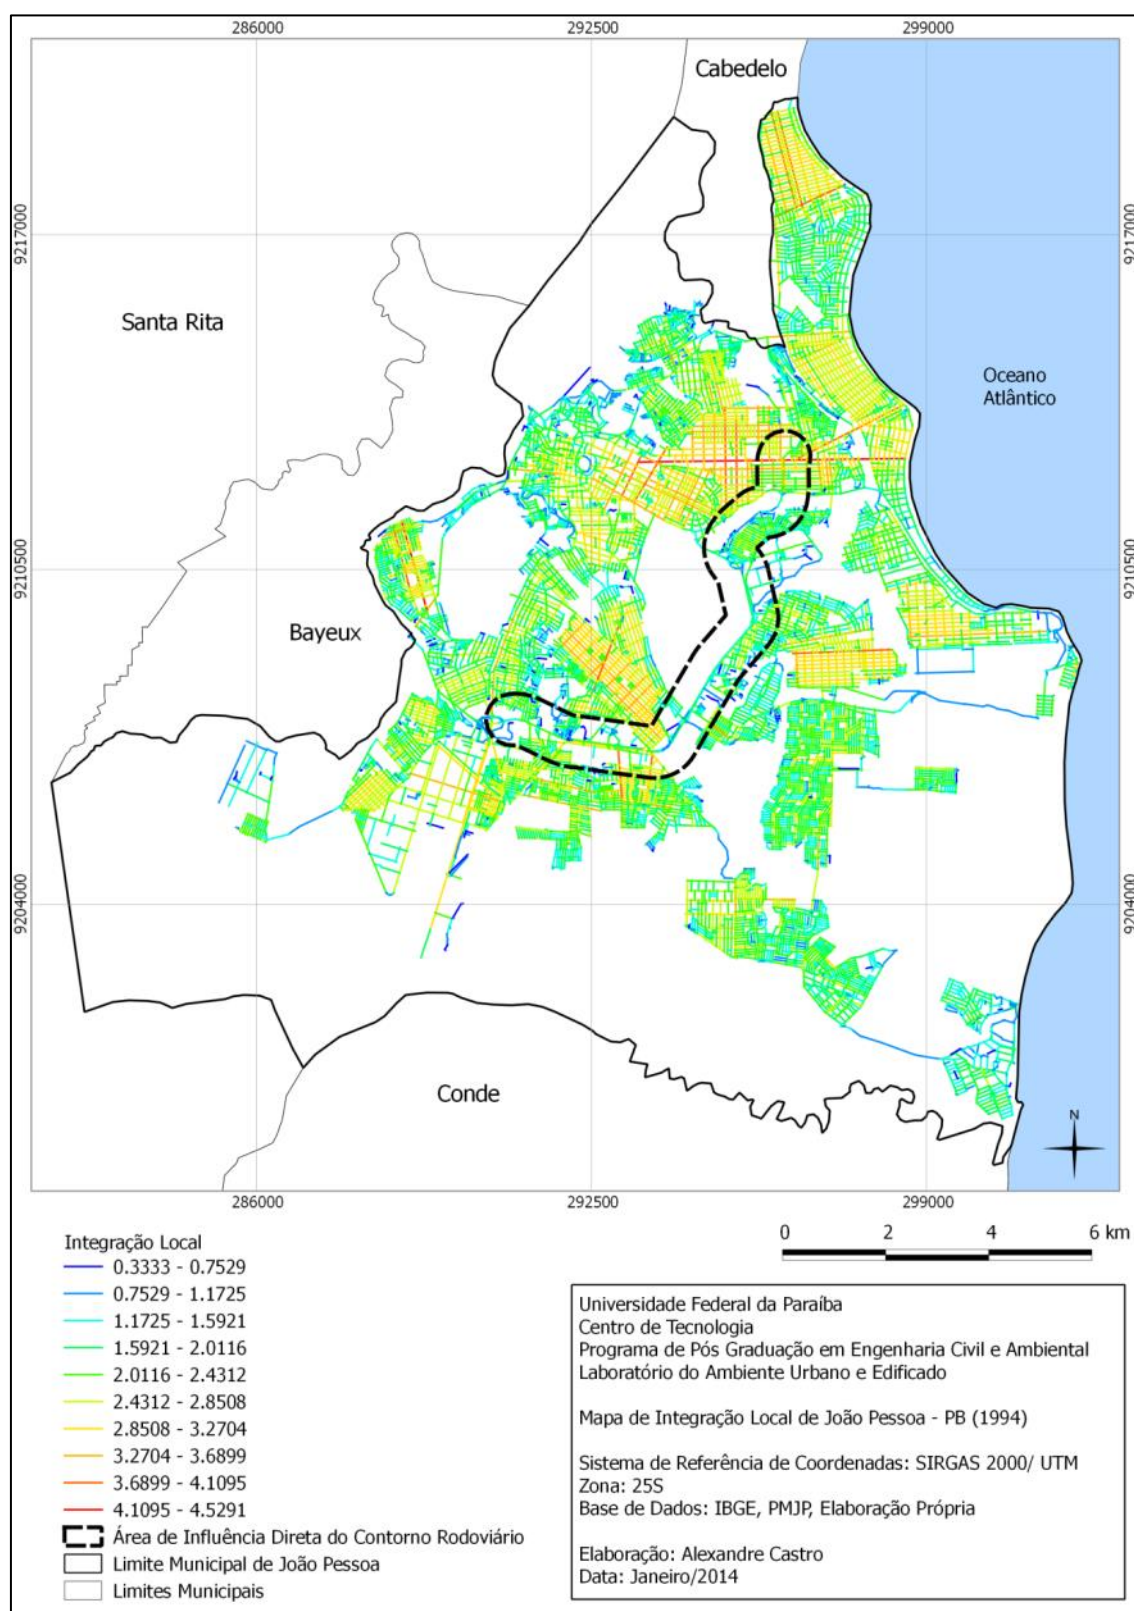 286000 292500 299000
Cabedelo
9217000 9217000
Santa Rita
Oceano
Atlântico
9210500 9210500
Bayeux
9204000 9204000
Conde
N
286000 292500 299000
0 2 4 6 km
Integração Local
0.3333 - 0.7529
0.7529 - 1.1725
1.1725 - 1.5921
1.5921 - 2.0116
2.0116 - 2.4312
2.4312 - 2.8508
2.8508 - 3.2704
3.2704 - 3.6899
3.6899 - 4.1095
4.1095 - 4.5291
Área de Influência Direta do Contorno Rodoviário
Limite Municipal de João Pessoa
Limites Municipais
Universidade Federal da Paraíba
Centro de Tecnologia
Programa de Pós Graduação em Engenharia Civil e Ambiental
Laboratório do Ambiente Urbano e Edificado
Mapa de Integração Local de João Pessoa - PB (1994)
Sistema de Referência de Coordenadas: SIRGAS 2000/ UTM
Zona: 25S
Base de Dados: IBGE, PMJP, Elaboração Própria
Elaboração: Alexandre Castro
Data: Janeiro/2014